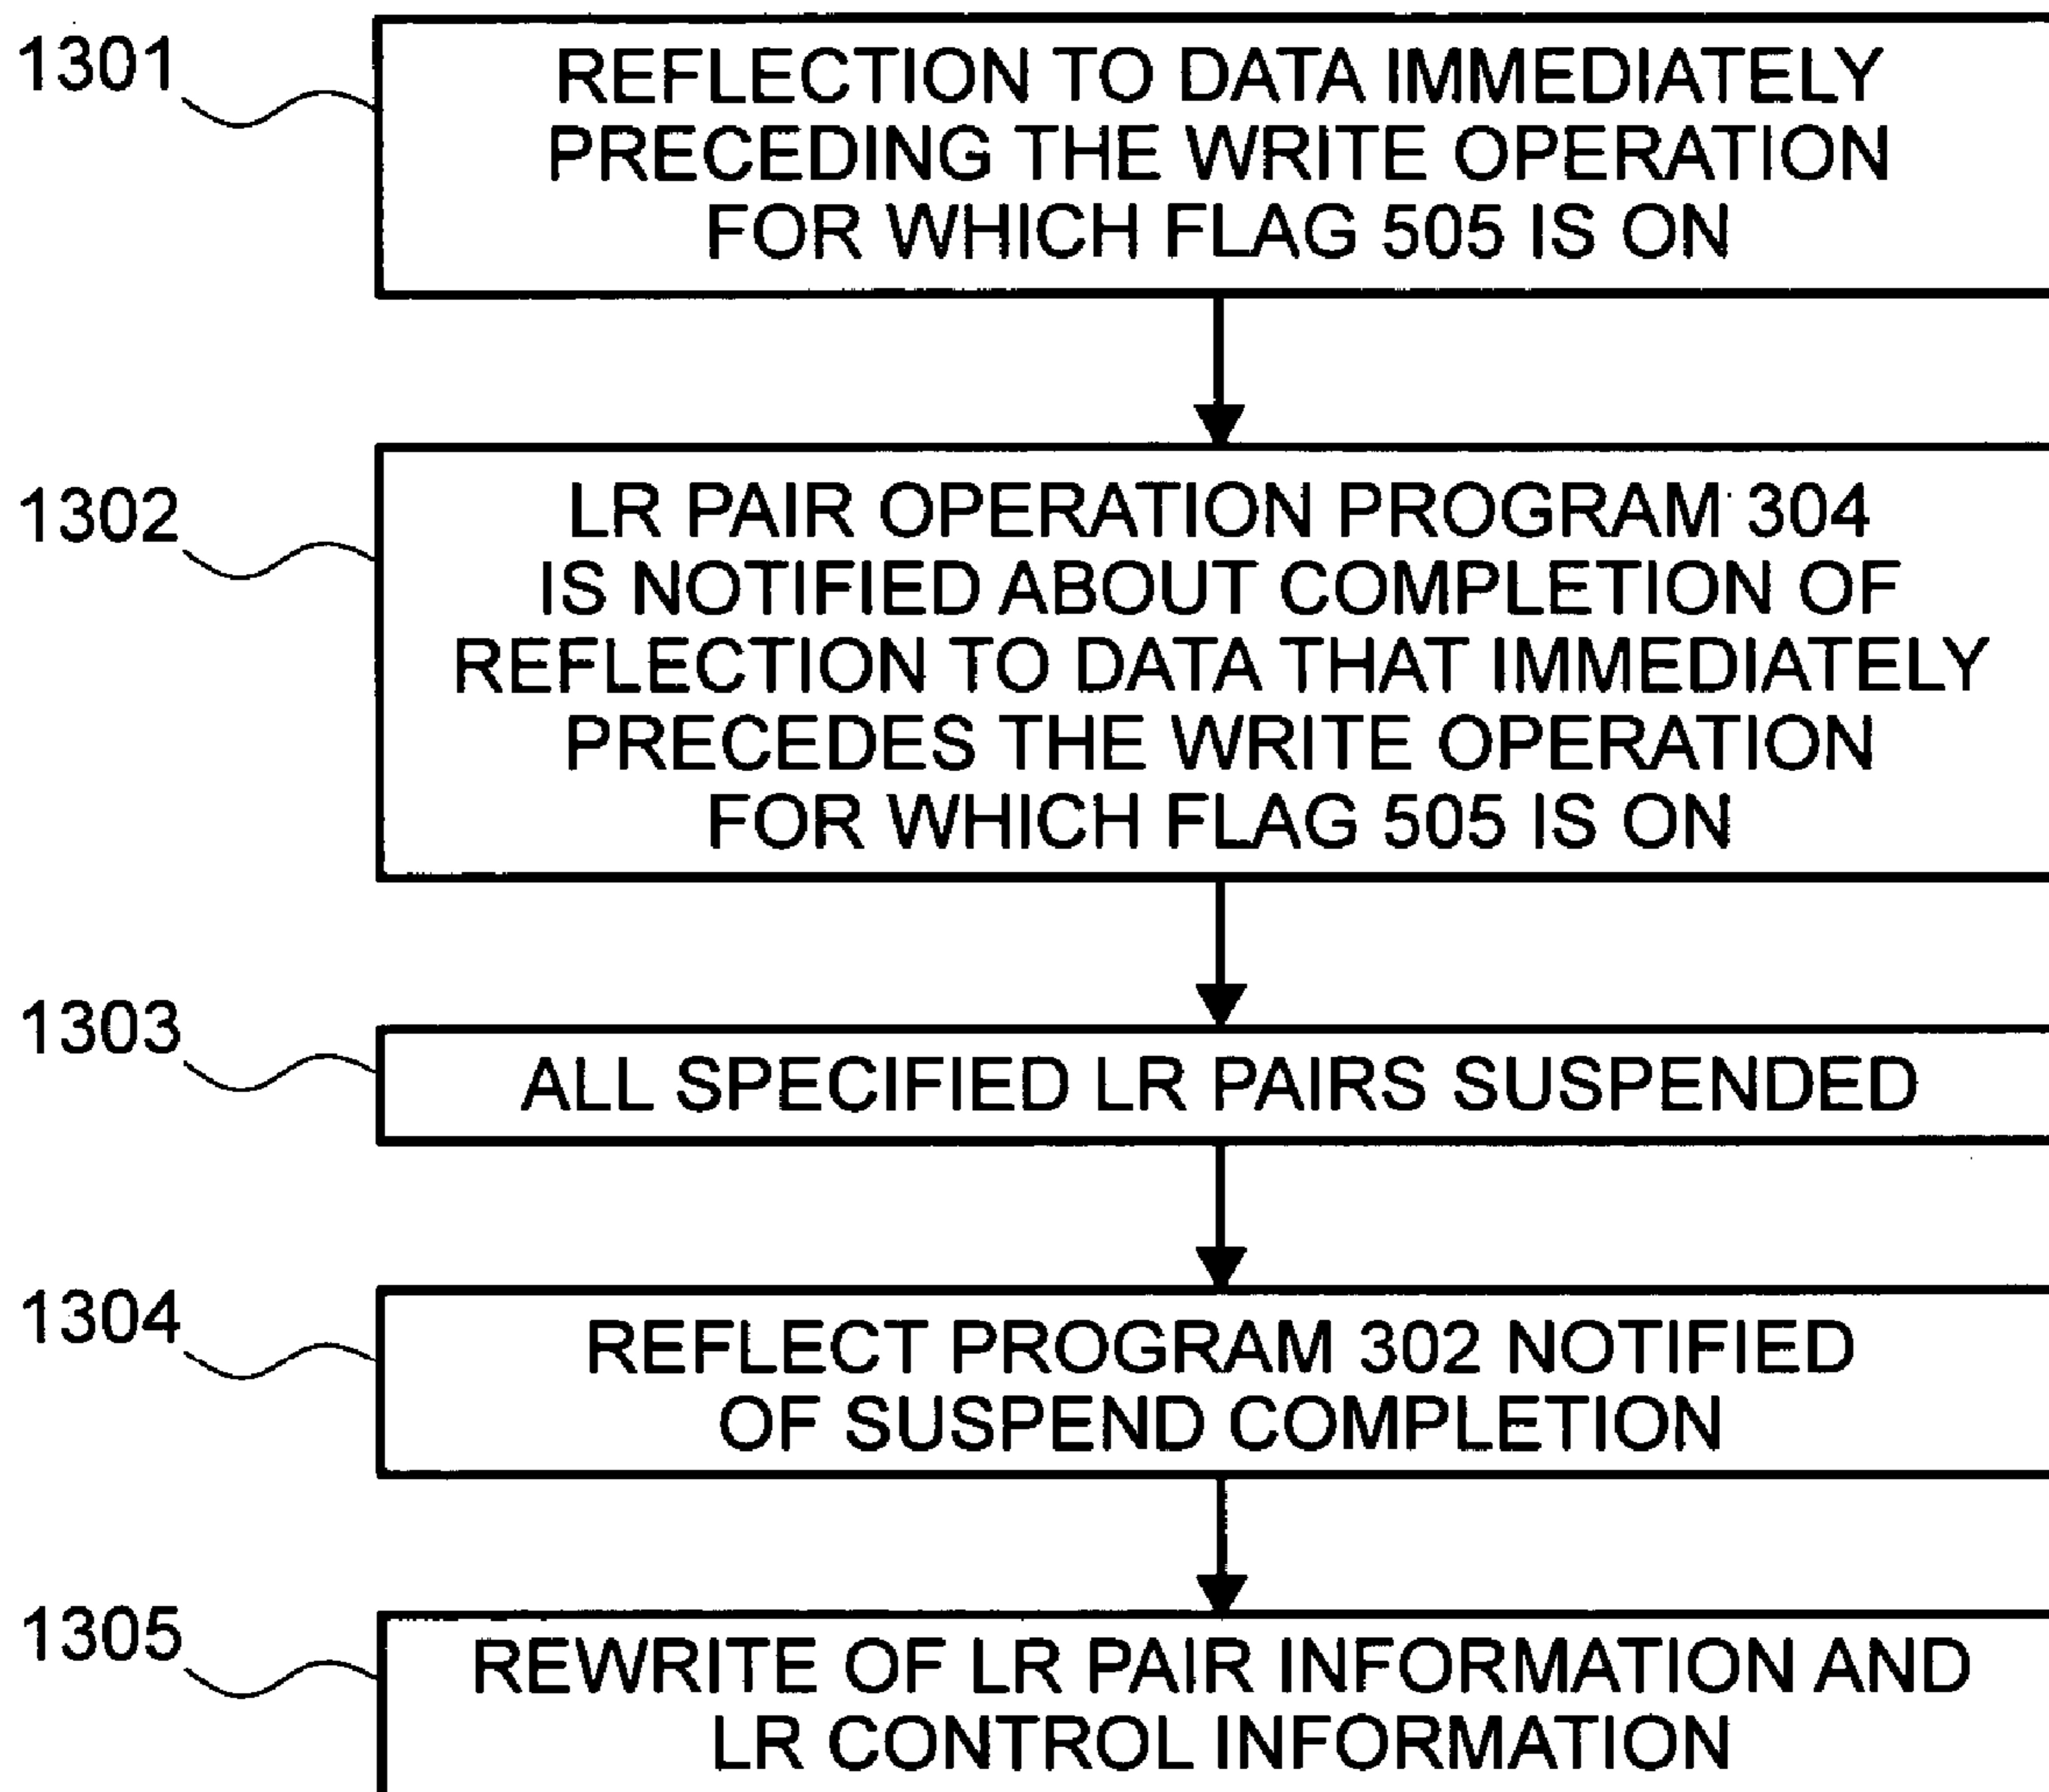 1301
REFLECTION TO DATA IMMEDIATELY
PRECEDING THE WRITE OPERATION
FOR WHICH FLAG 505 IS ON
1302
LR PAIR OPERATION PROGRAM 304
IS NOTIFIED ABOUT COMPLETION OF
REFLECTION TO DATA THAT IMMEDIATELY
PRECEDES THE WRITE OPERATION
FOR WHICH FLAG 505 IS ON
1303
ALL SPECIFIED LR PAIRS SUSPENDED
1304
REFLECT PROGRAM 302 NOTIFIED
OF SUSPEND COMPLETION
1305
REWRITE OF LR PAIR INFORMATION AND
LR CONTROL INFORMATION